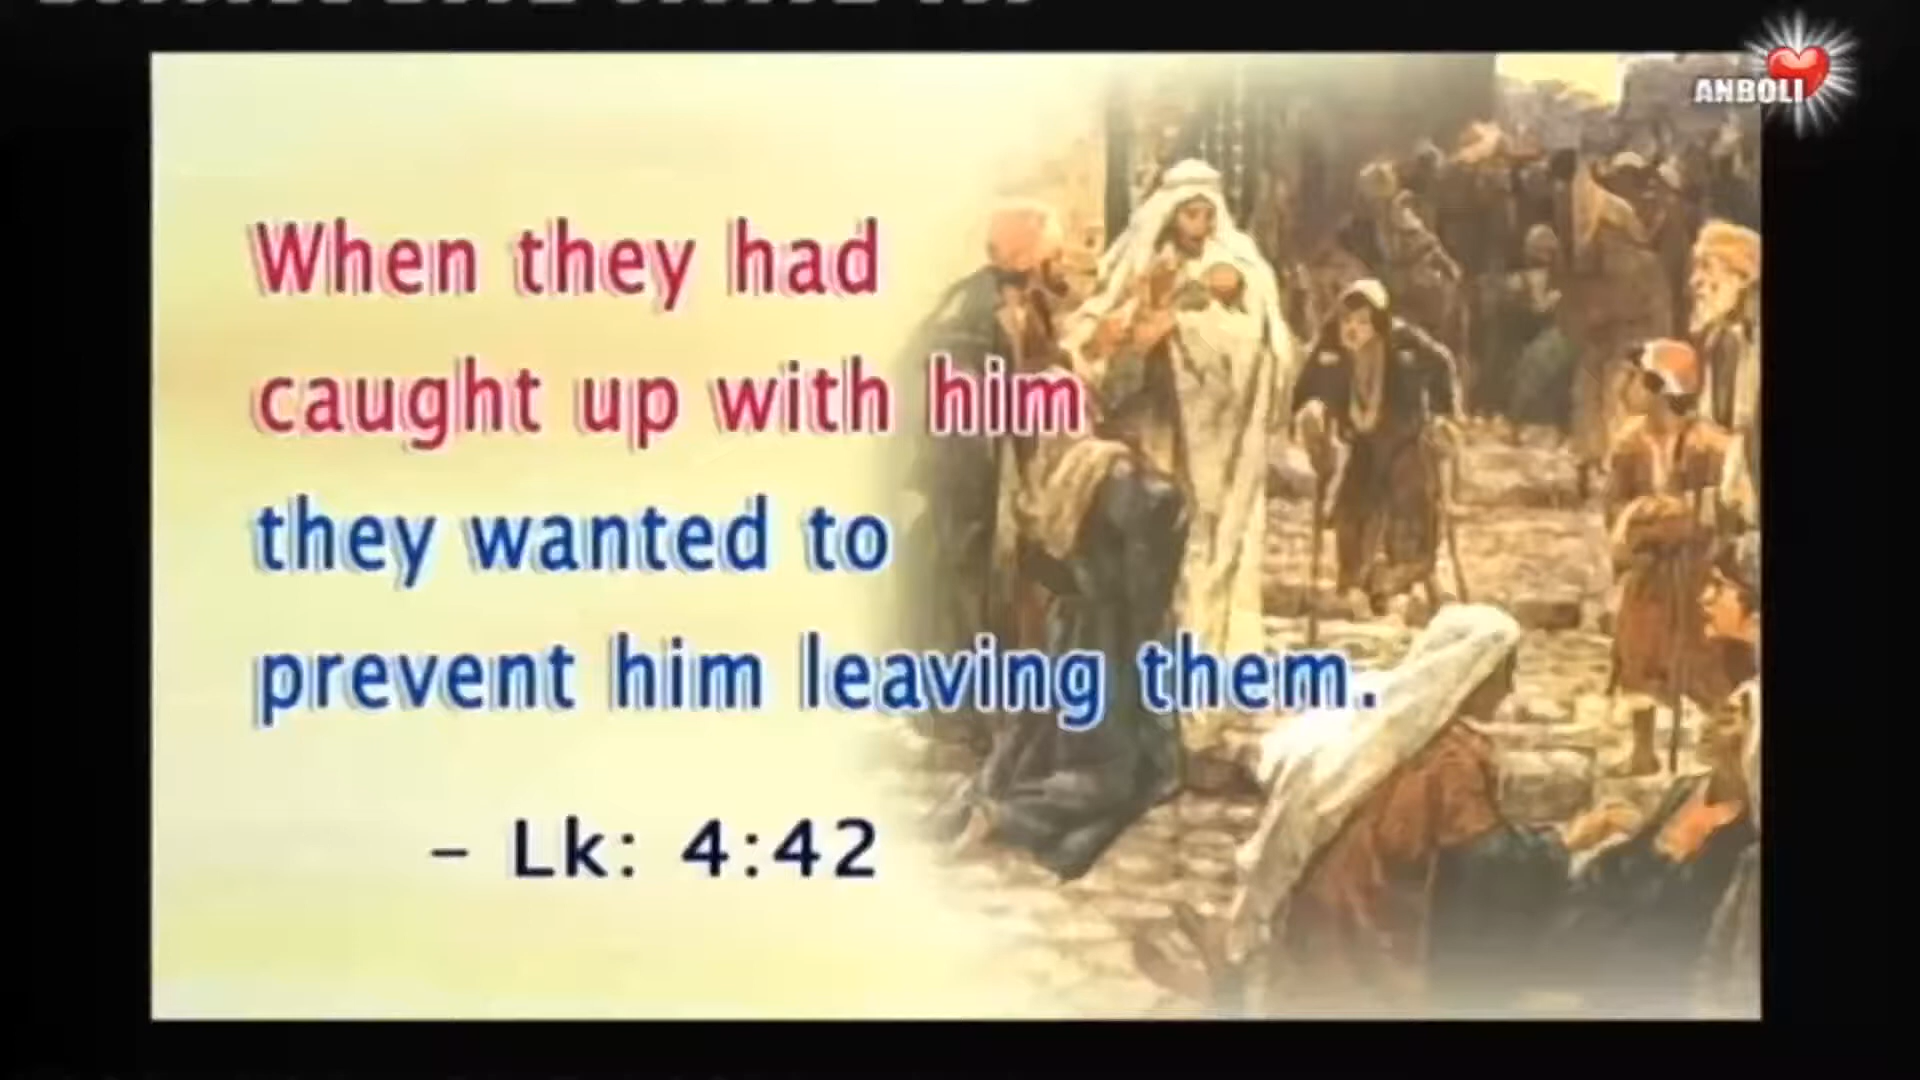 ANBOLI
When they had
caught up with him
they wanted to
prevent him leaving them.
– Lk: 4:42